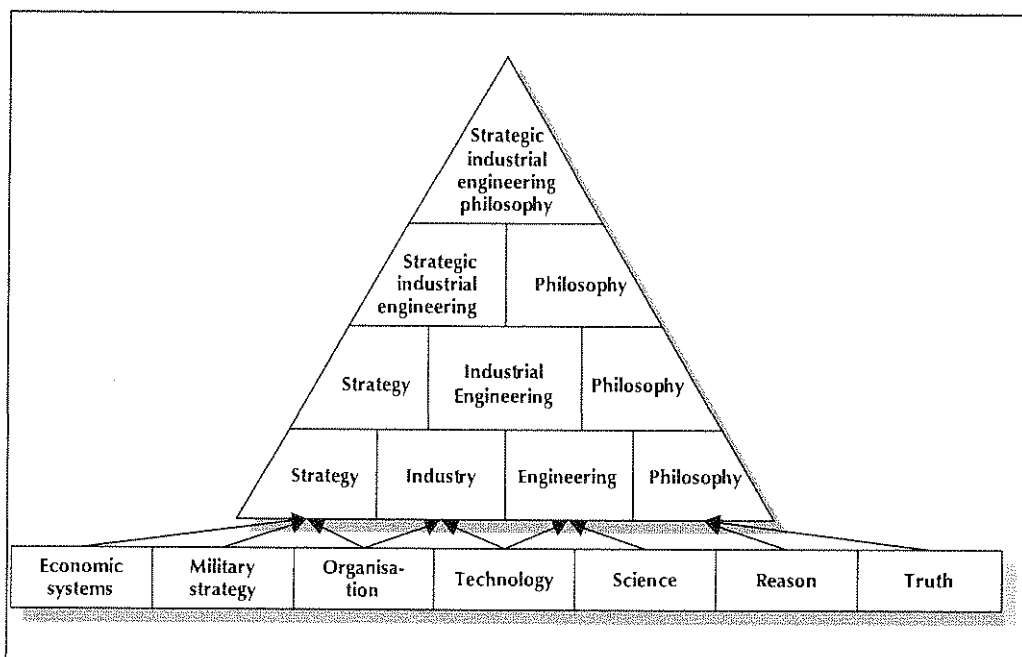 Strategic
industrial
engineering
philosophy
Strategic
industrial
engineering
Philosophy
Strategy
Industrial
Engineering
Philosophy
Strategy
Industry
Engineering
Philosophy
Economic
systems
Military
strategy
Organisa-
tion
Technology
Science
Reason
Truth